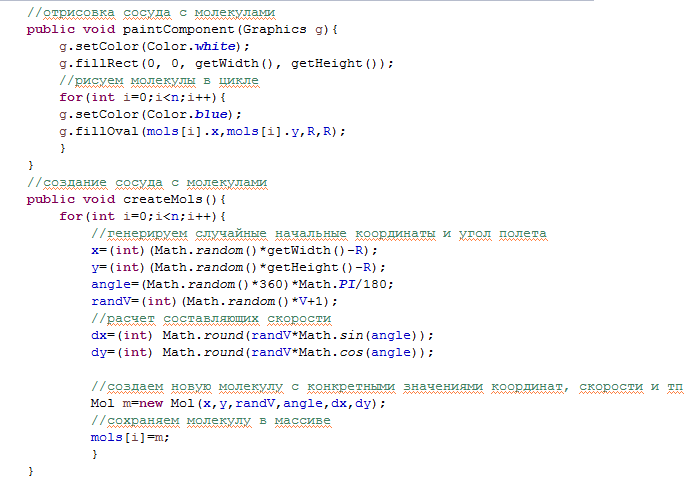 //отрисовка сосуда с молекулами
public void paintComponent(Graphics g){
g.setColor(Color.white);
g.fillRect(0, 0, getWidth(), getHeight());
//рисуем молекулы в цикле
for(int i=0;i<n;i++){
g.setColor(Color.blue);
g.fillOval(mols[i].x,mols[i].y,R,R);
}
}
//создание сосуда с молекулами
public void createMols(){
for(int i=0;i<n;i++){
//генерируем случайные начальные координаты и угол полета
x=(int)(Math.random()*getWidth()-R);
y=(int)(Math.random()*getHeight()-R);
angle=(Math.random()*360)*Math.PI/180;
randV=(int)(Math.random()*V+1);
//расчет составляющих скорости
dx=(int) Math.round(randV*Math.sin(angle));
dy=(int) Math.round(randV*Math.cos(angle));
//создаем новую молекулу с конкретными значениями координат, скорости и тп
Mol m=new Mol(x,y,randV,angle,dx,dy);
//сохраняем молекулу в массиве
mols[i]=m;
}
}